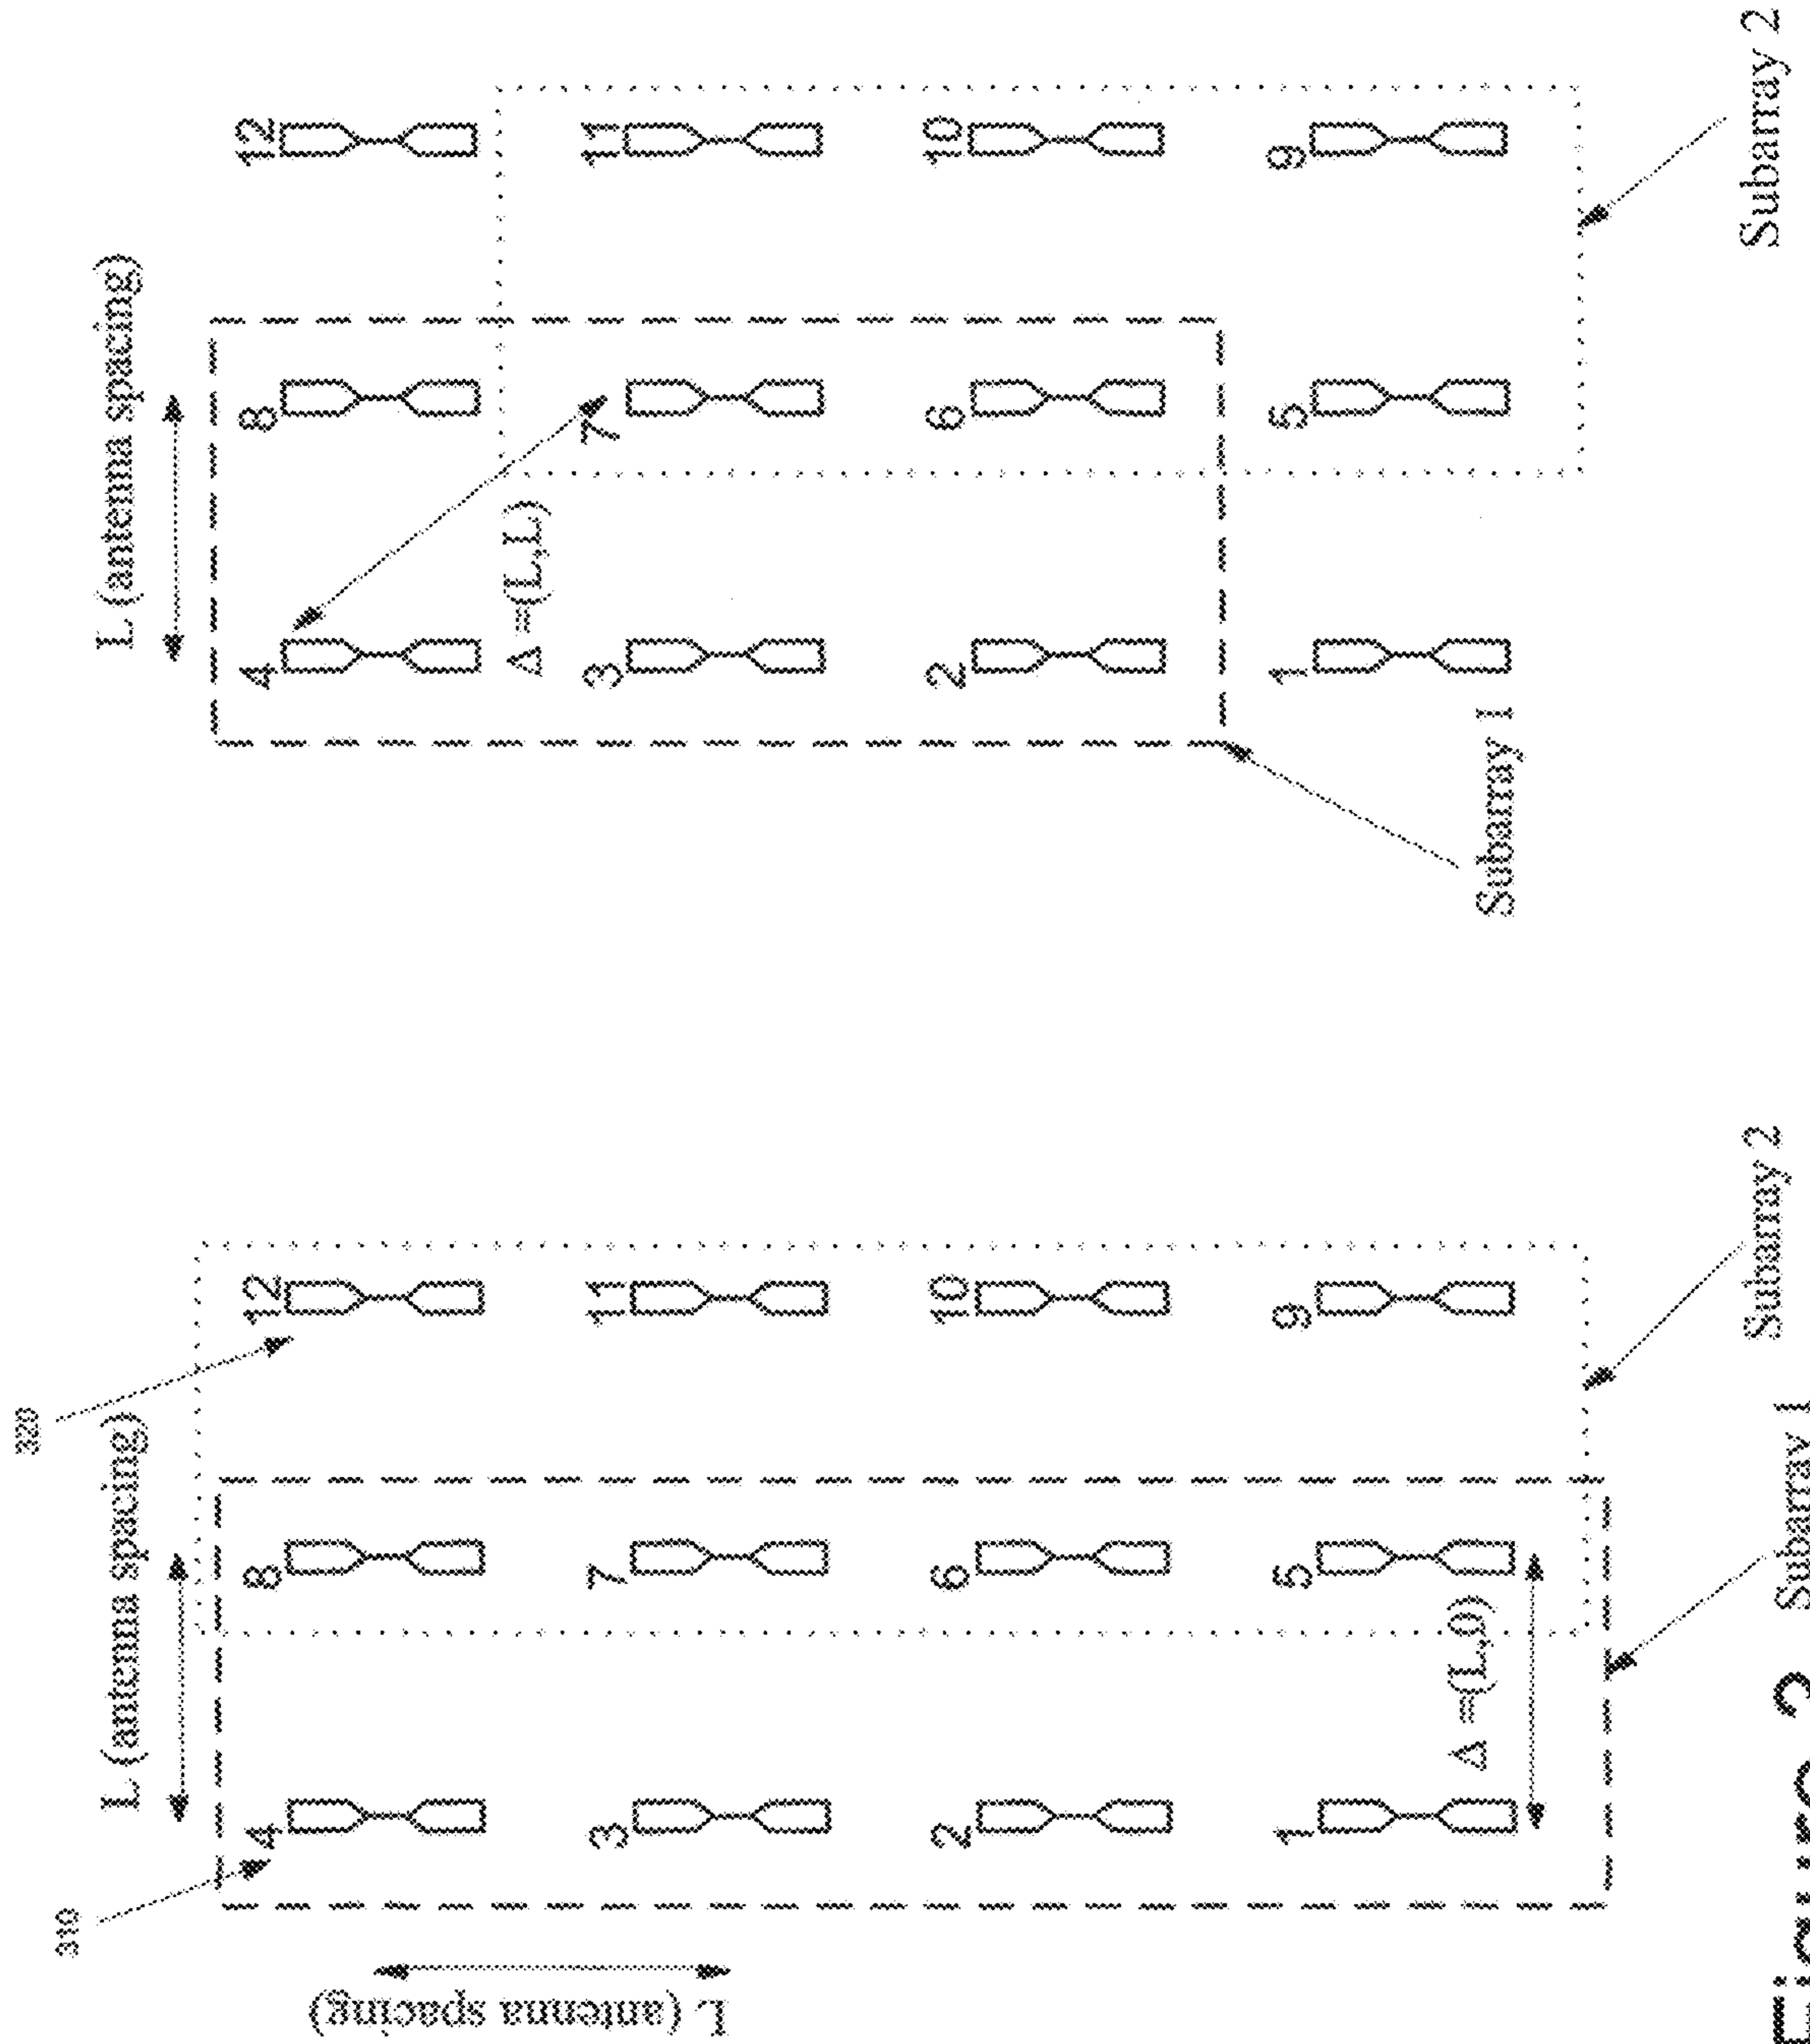 310
320
L (antenna spacing)
L (antenna spacing)
4
8
12
3
7
11
2
6
10
1
5
9
Δ =(L,0)
Subarray 1
Subarray 2
L (antenna spacing)
4
8
12
Δ =(L,L)
3
7
11
2
6
10
1
5
9
Subarray 1
Subarray 2
Figure